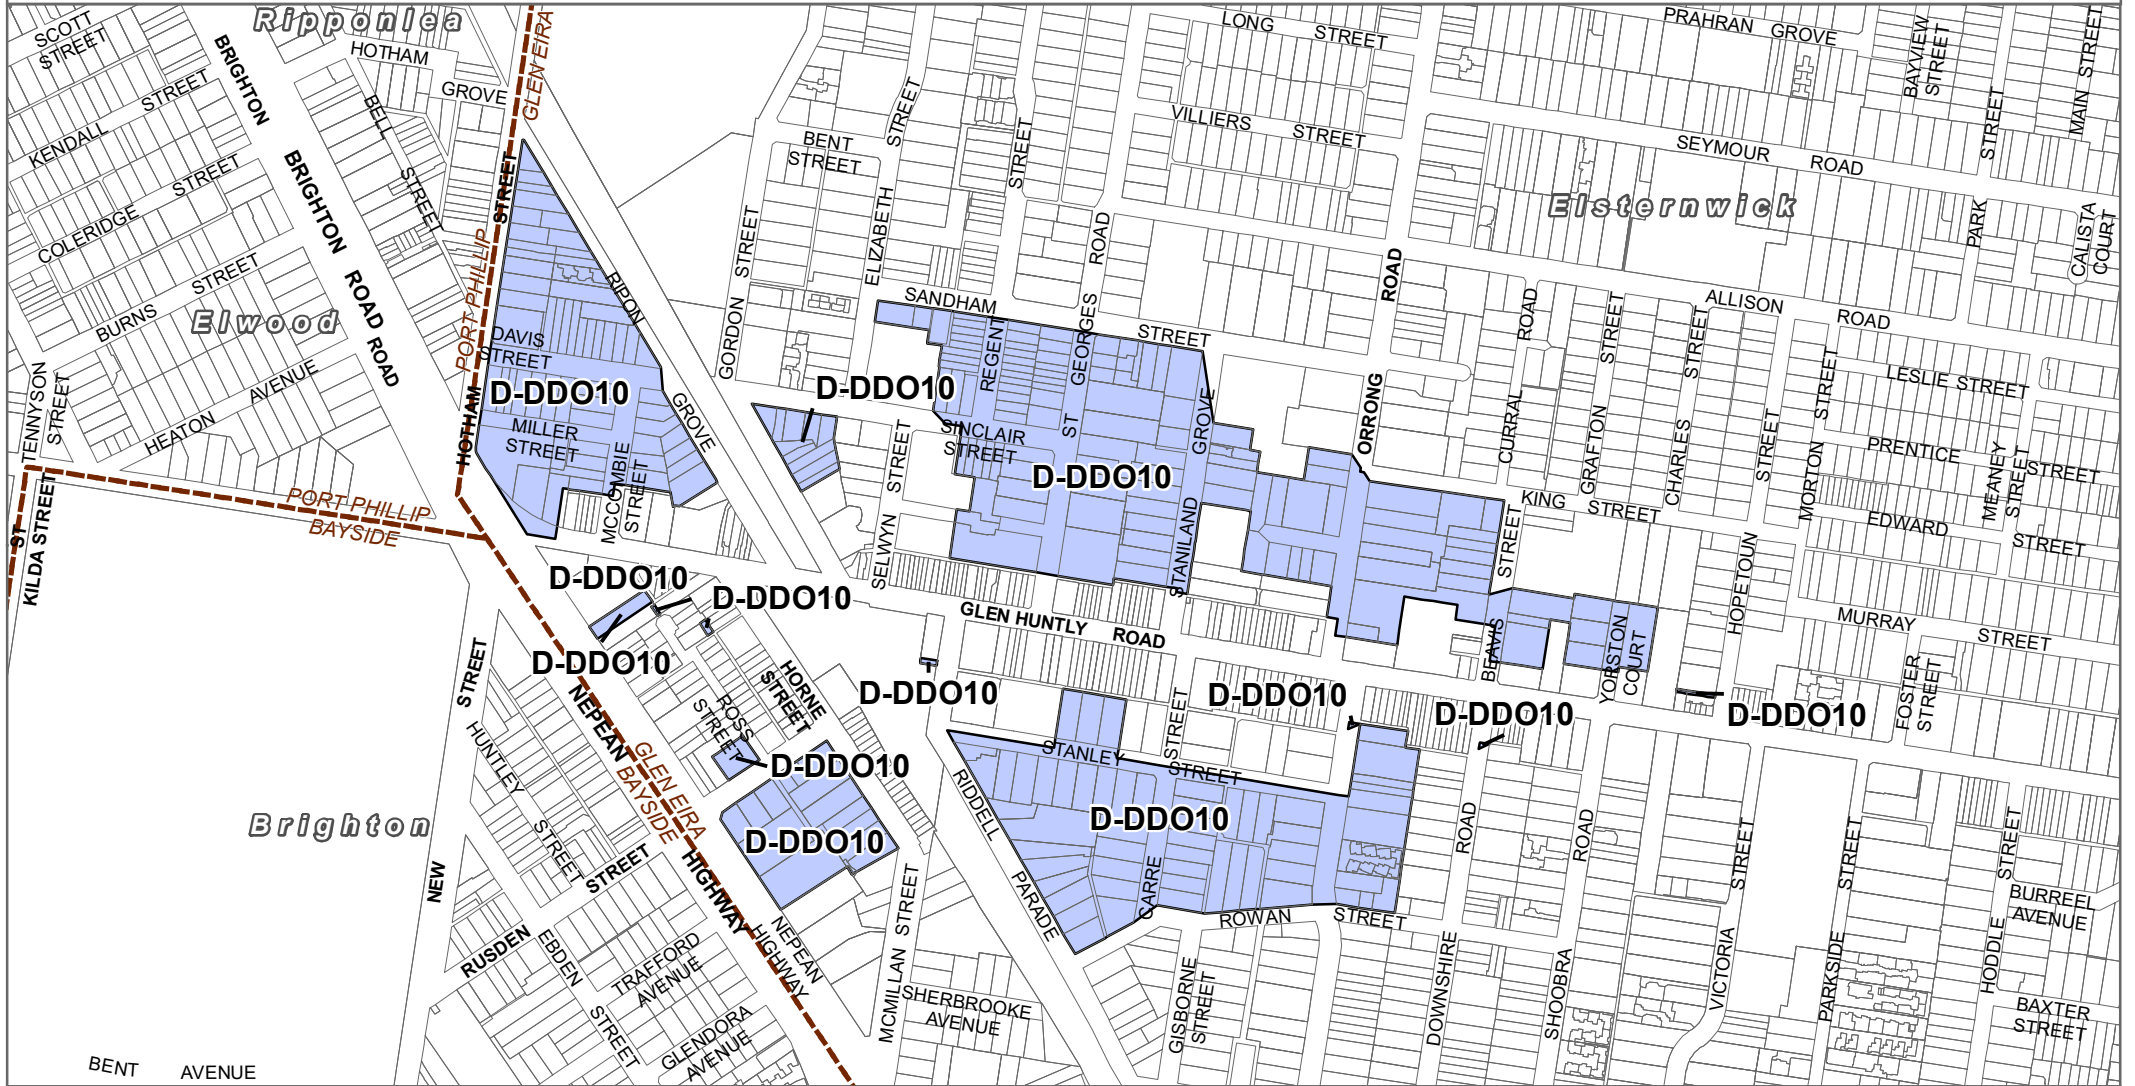 Ripponlea
SCOTT
STREET
HOTHAM
GROVE
GLEN EIRA
BRIGHTON
BRIGHTON
ROAD
ROAD
ROAD
KENDALL
STREET
BELL
STREET
COLERIDGE
STREET
BURNS
STREET
Elwood
HEATON
AVENUE
TENNYSON
STREET
PORT PHILLIP
HOTHAM
STREET
RIPON
GROVE
DAVIS
STREET
D-DDO10
MILLER
STREET
MCCOMBIE
STREET
PORT PHILLIP
BAYSIDE
ST
KILDA STREET
LONG
STREET
PRAHRAN
GROVE
BAYVIEW
STREET
MAIN STREET
BENT
STREET
STREET
ELIZABETH
STREET
VILLIERS
STREET
SEYMOUR
ROAD
STREET
PARK
Elsternwick
CALISTA
COURT
GORDON
STREET
SANDHAM
STREET
REGENT
ST
GEORGES
ROAD
ORRONG
ROAD
ALLISON
ROAD
CURRAL
ROAD
GRAFTON
STREET
CHARLES
STREET
HOPETOUN
STREET
MORTON
STREET
LESLIE STREET
PRENTICE
STREET
MEANEY
STREET
EDWARD
STREET
D-DDO10
SELWYN
STREET
SINCLAIR
STREET
D-DDO10
STANILAND
GROVE
KING
STREET
STREET
BEAVIS
YORSTON
COURT
MURRAY
STREET
FOSTER
STREET
GLEN HUNTLY
ROAD
D-DDO10
D-DDO10
D-DDO10
D-DDO10
D-DDO10
D-DDO10
D-DDO10
HORNE
STREET
ROSS
STREET
D-DDO10
D-DDO10
STANLEY
STREET
STREET
D-DDO10
NEW
STREET
HUNTLEY
STREET
NEPEAN
HIGHWAY
GLEN EIRA
BAYSIDE
Brighton
RUSDEN
STREET
EBDEN
STREET
TRAFFORD
AVENUE
GLENDORA
AVENUE
NEPEAN
HIGHWAY
MCMILLAN
STREET
SHERBROOKE
AVENUE
RIDDELL
PARADE
CARRE
ROWAN
STREET
GISBORNE
STREET
DOWNSHIRE
ROAD
SHOOBRA
ROAD
VICTORIA
STREET
PARKSIDE
STREET
HODDLE
STREET
BURREEL
AVENUE
BAXTER
STREET
BENT
AVENUE